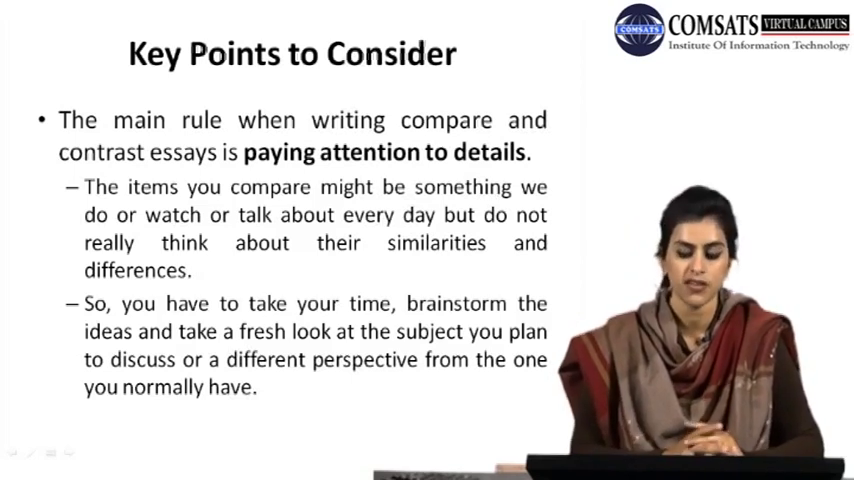 Key Points to Consider
COMSATS VIRTUAL CAMPUS
Institute Of Information Technology
COMSATS
• The main rule when writing compare and
contrast essays is paying attention to details.
– The items you compare might be something we
do or watch or talk about every day but do not
really think about their similarities and
differences.
– So, you have to take your time, brainstorm the
ideas and take a fresh look at the subject you plan
to discuss or a different perspective from the one
you normally have.